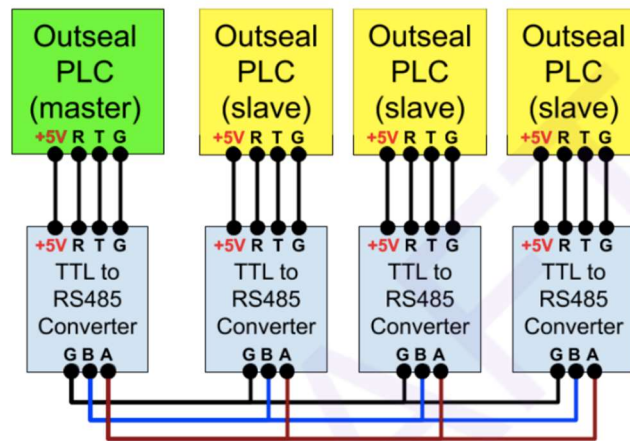 Outseal
PLC
(master)
+5V R T G
Outseal
PLC
(slave)
+5V R T G
Outseal
PLC
(slave)
+5V R T G
Outseal
PLC
(slave)
+5V R T G
+5V R T G
TTL to
RS485
Converter
G B A
+5V R T G
TTL to
RS485
Converter
G B A
+5V R T G
TTL to
RS485
Converter
G B A
+5V R T G
TTL to
RS485
Converter
G B A